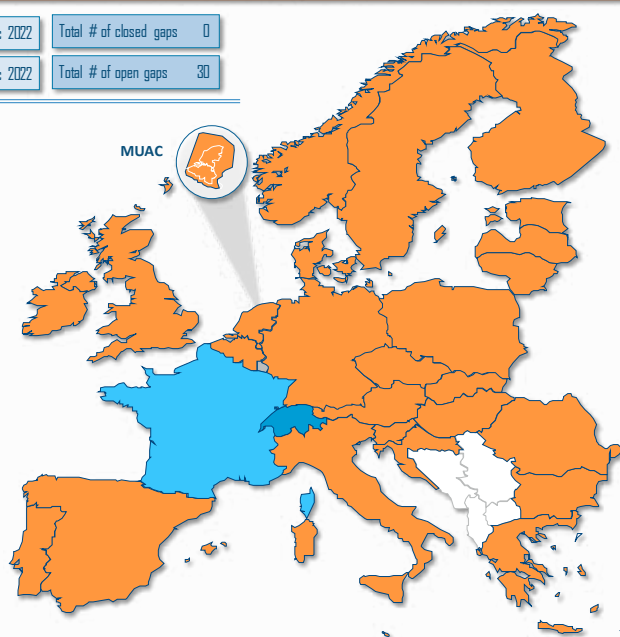 2022
Total # of closed gaps 0
2022
Total # of open gaps 30
MUAC